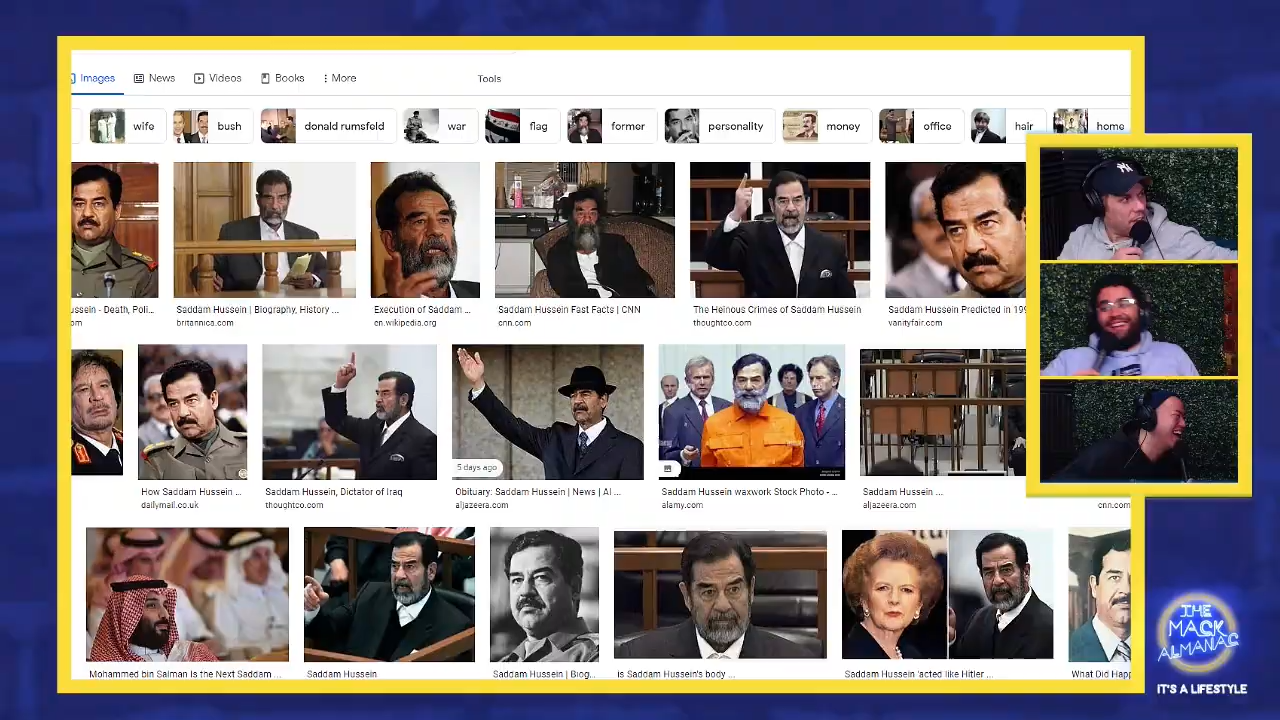 Images News Videos Books More Tools
wife bush donald rumsfeld war flag former personality money office hair home
ussein - Death, Poli... Saddam Hussein | Biography, History ... Execution of Saddam ... Saddam Hussein Fast Facts | CNN The Heinous Crimes of Saddam Hussein Saddam Hussein Predicted in 199
om britannica.com en.wikipedia.org cnn.com thoughtco.com vanityfair.com
5 days ago
How Saddam Hussein ... Saddam Hussein, Dictator of Iraq Obituary: Saddam Hussein | News | Al ... Saddam Hussein waxwork Stock Photo - ... Saddam Hussein ...
dailymail.co.uk thoughtco.com aljazeera.com alamy.com aljazeera.com cnn.com
Mohammed bin Salman Is the Next Saddam ... Saddam Hussein Saddam Hussein | Biog... is Saddam Hussein's body ... Saddam Hussein 'acted like Hitler ... What Did Happ
THE
MACK
ALMANAC
IT'S A LIFESTYLE